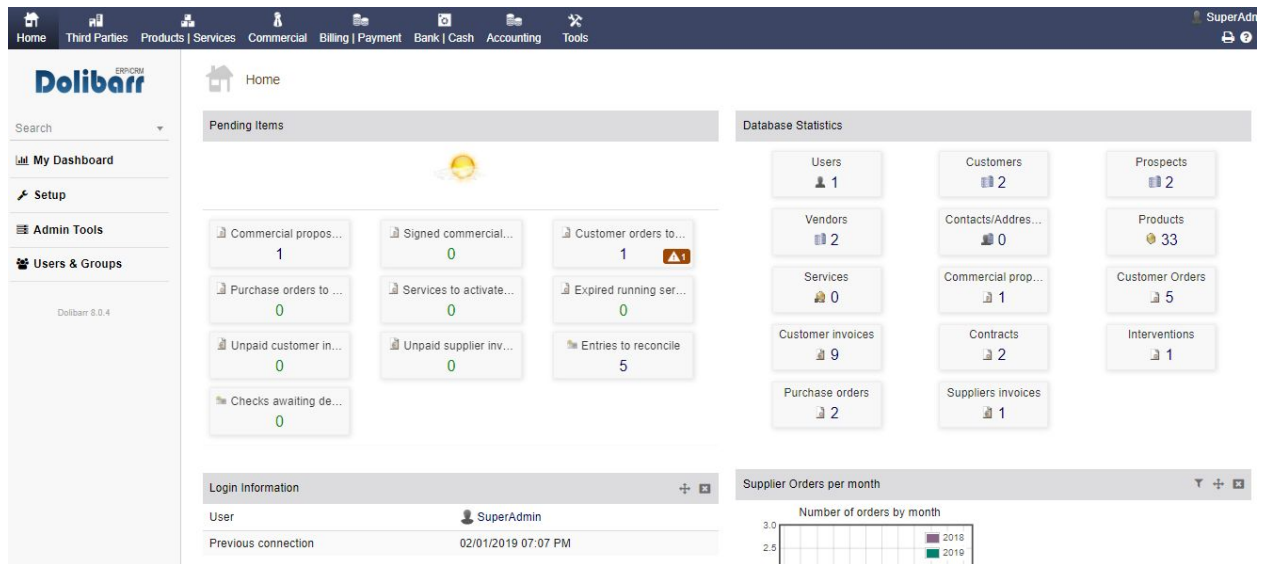 SuperAdm
Home Third Parties Products | Services Commercial Billing | Payment Bank | Cash Accounting Tools
Dolibarr
ERP/CRM
Search
My Dashboard
Setup
Admin Tools
Users & Groups
Dolibarr 8.0.4
Home
Pending Items
Commercial propos...
1
Signed commercial...
0
Customer orders to...
1
1
Purchase orders to ...
0
Services to activate...
0
Expired running ser...
0
Unpaid customer in...
0
Unpaid supplier inv...
0
Entries to reconcile
5
Checks awaiting de...
0
Login Information
User SuperAdmin
Previous connection 02/01/2019 07:07 PM
Database Statistics
Users
1
Customers
2
Prospects
2
Vendors
2
Contacts/Addres...
0
Products
33
Services
0
Commercial prop...
1
Customer Orders
5
Customer invoices
9
Contracts
2
Interventions
1
Purchase orders
2
Suppliers invoices
1
Supplier Orders per month
Number of orders by month
3.0
2.5
2018
2019